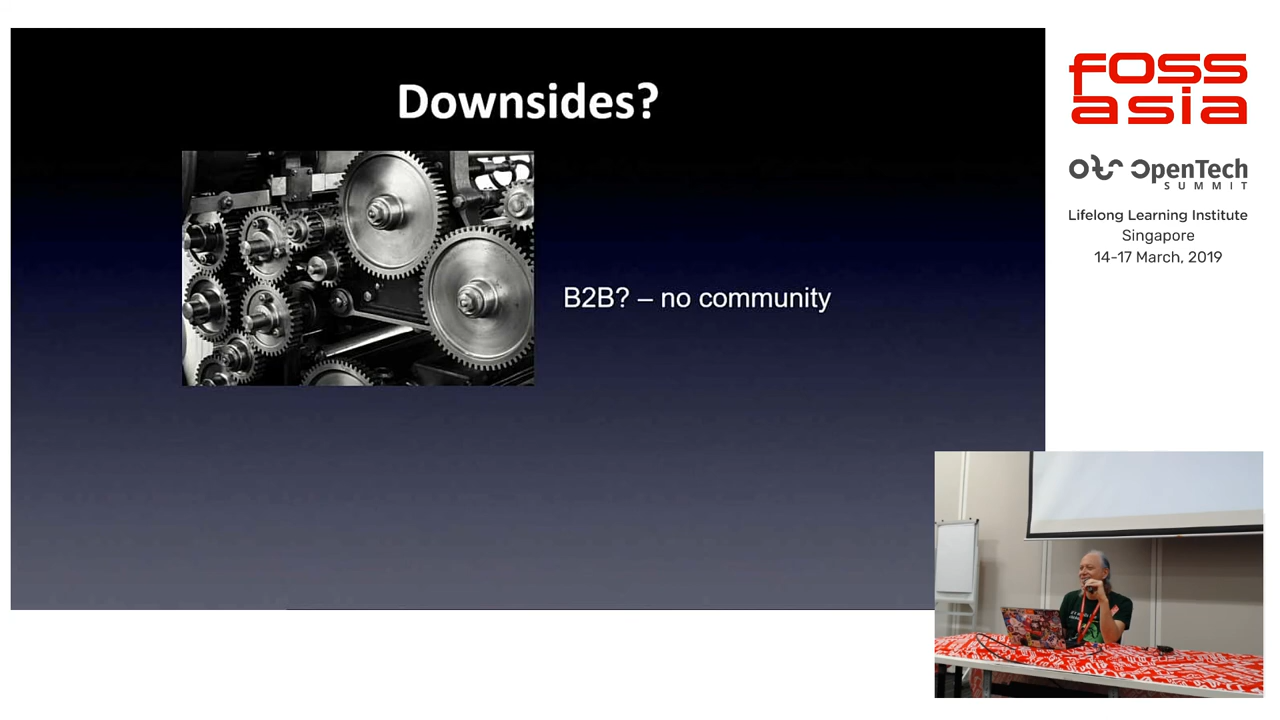 Downsides?
B2B? – no community
fOSS
asia
OpenTech
SUMMIT
Lifelong Learning Institute
Singapore
14-17 March, 2019